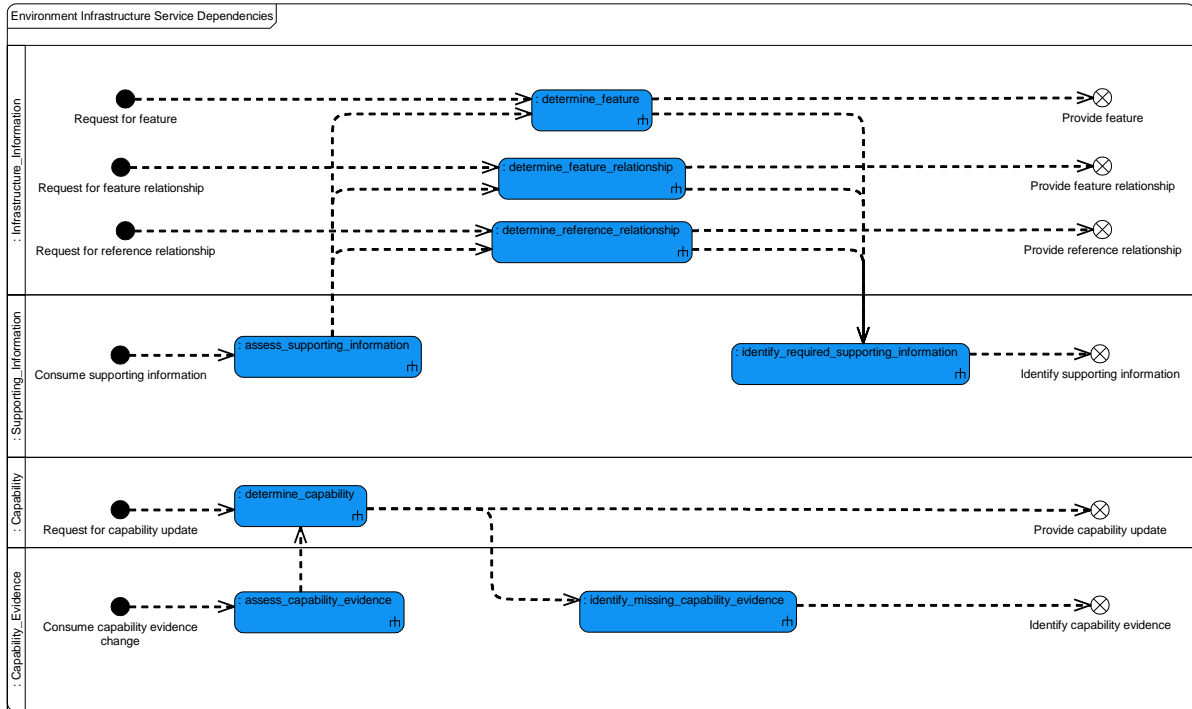 Environment Infrastructure Service Dependencies
: Infrastructure_Information
: determine_feature
Request for feature
Provide feature
: determine_feature_relationship
Request for feature relationship
Provide feature relationship
: determine_reference_relationship
Request for reference relationship
Provide reference relationship
: Supporting_Information
: assess_supporting_information
: identify_required_supporting_information
Consume supporting information
Identify supporting information
: Capability
: determine_capability
Request for capability update
Provide capability update
: Capability_Evidence
: assess_capability_evidence
: identify_missing_capability_evidence
Consume capability evidence
change
Identify capability evidence